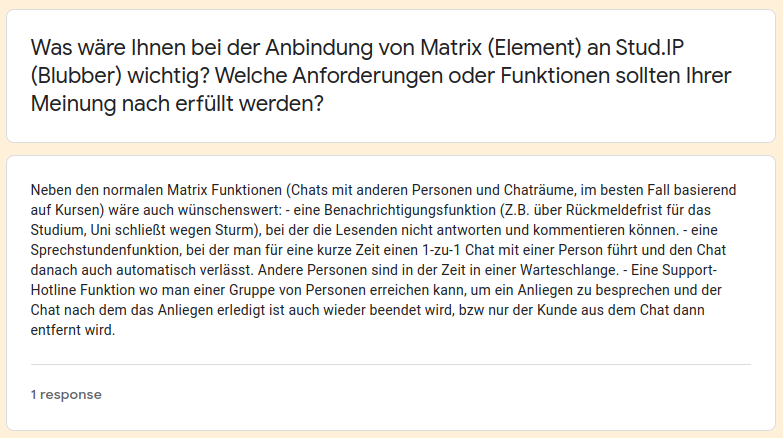 Was wäre Ihnen bei der Anbindung von Matrix (Element) an Stud.IP
(Blubber) wichtig? Welche Anforderungen oder Funktionen sollten Ihrer
Meinung nach erfüllt werden?
Neben den normalen Matrix Funktionen (Chats mit anderen Personen und Chaträume, im besten Fall basierend
auf Kursen) wäre auch wünschenswert: - eine Benachrichtigungsfunktion (Z.B. über Rückmeldefrist für das
Studium, Uni schließt wegen Sturm), bei der die Lesenden nicht antworten und kommentieren können. - eine
Sprechstundenfunktion, bei der man für eine kurze Zeit einen 1-zu-1 Chat mit einer Person führt und den Chat
danach auch automatisch verlässt. Andere Personen sind in der Zeit in einer Warteschlange. - Eine Support-
Hotline Funktion wo man einer Gruppe von Personen erreichen kann, um ein Anliegen zu besprechen und der
Chat nach dem das Anliegen erledigt ist auch wieder beendet wird, bzw nur der Kunde aus dem Chat dann
entfernt wird.
1 response